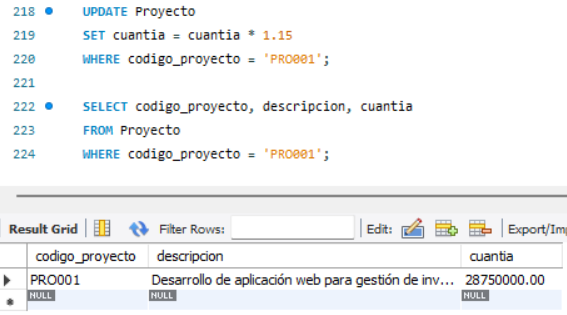 218 UPDATE Proyecto
219 SET cuantia = cuantia * 1.15
220 WHERE codigo_proyecto = 'PRO001';
221
222 SELECT codigo_proyecto, descripcion, cuantia
223 FROM Proyecto
224 WHERE codigo_proyecto = 'PRO001';
Result Grid Filter Rows: Edit: Export/Im
codigo_proyecto descripcion cuantia
PRO001 Desarrollo de aplicación web para gestión de inv... 28750000.00
NULL NULL NULL